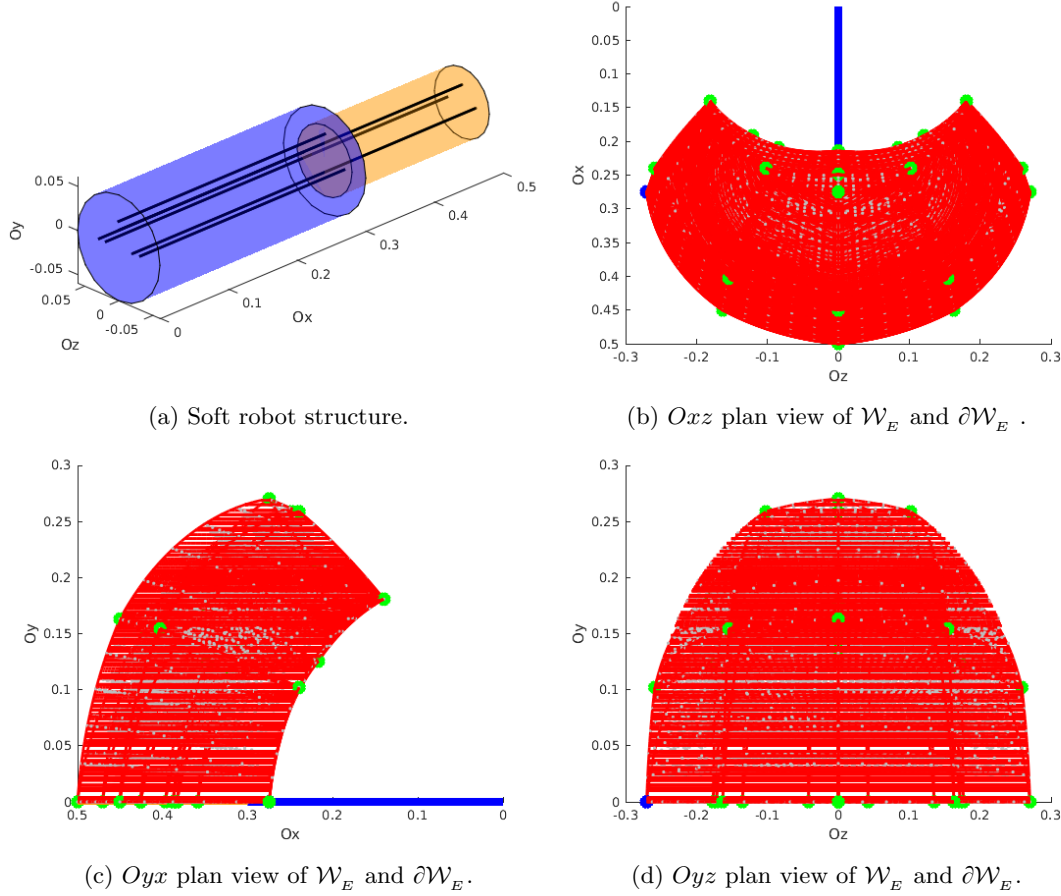 0.05
0
-0.05
Oy
0.05
0
-0.05
Oz
0
0.1
0.2
0.3
0.4
0.5
Ox
0
0.05
0.1
0.15
0.2
0.25
0.3
0.35
0.4
0.45
0.5
Ox
-0.3 -0.2 -0.1 0 0.1 0.2 0.3
Oz
(a) Soft robot structure.
(b) Oxz plan view of 𝒲_E and ∂𝒲_E .
0.3
0.25
0.2
0.15
0.1
0.05
0
Oy
0.5 0.4 0.3 0.2 0.1 0
Ox
0.3
0.25
0.2
0.15
0.1
0.05
0
Oy
-0.3 -0.2 -0.1 0 0.1 0.2 0.3
Oz
(c) Oyx plan view of 𝒲_E and ∂𝒲_E.
(d) Oyz plan view of 𝒲_E and ∂𝒲_E.